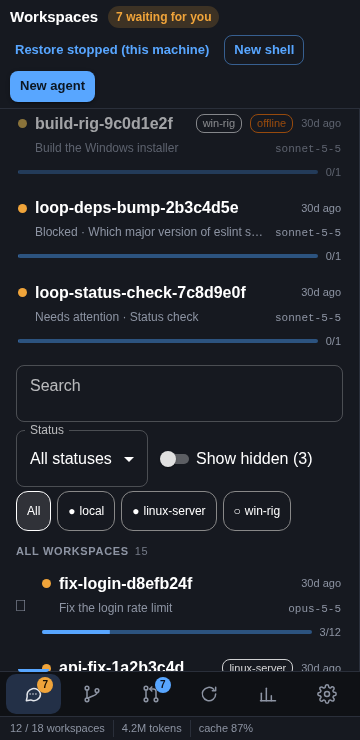 Workspaces 7 waiting for you
Restore stopped (this machine) New shell
New agent
build-rig-9c0d1e2f win-rig offline 30d ago
Build the Windows installer sonnet-5-5
0/1
loop-deps-bump-2b3c4d5e 30d ago
Blocked · Which major version of eslint s… sonnet-5-5
0/1
loop-status-check-7c8d9e0f 30d ago
Needs attention · Status check sonnet-5-5
0/1
Search
Status
All statuses Show hidden (3)
All ● local ● linux-server ○ win-rig
ALL WORKSPACES 15
fix-login-d8efb24f 30d ago
Fix the login rate limit opus-5-5
3/12
api-fix-1a2b3c4d linux-server 30d ago
7 7
12 / 18 workspaces 4.2M tokens cache 87%